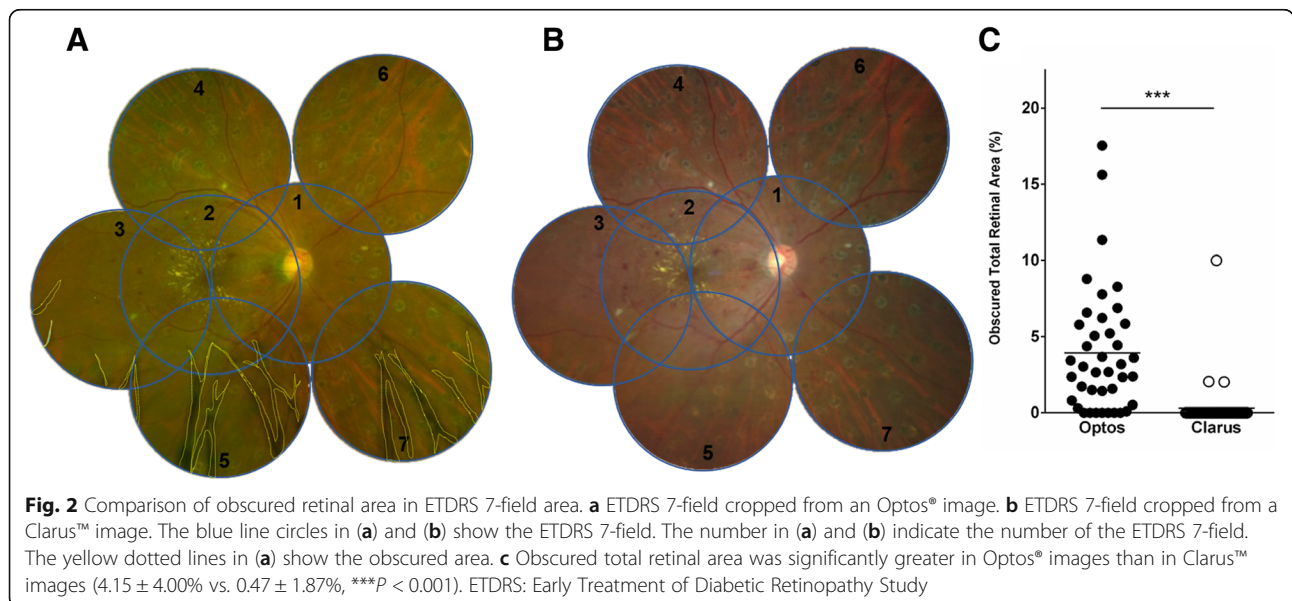 A
B
C
4
6
1
2
3
5
7
4
6
1
2
3
5
7
Obscured Total Retinal Area (%)
20
15
10
5
0
***
Optos
Clarus
Fig. 2 Comparison of obscured retinal area in ETDRS 7-field area. a ETDRS 7-field cropped from an Optos® image. b ETDRS 7-field cropped from a
Clarus™ image. The blue line circles in (a) and (b) show the ETDRS 7-field. The number in (a) and (b) indicate the number of the ETDRS 7-field.
The yellow dotted lines in (a) show the obscured area. c Obscured total retinal area was significantly greater in Optos® images than in Clarus™
images (4.15 ± 4.00% vs. 0.47 ± 1.87%, ***P < 0.001). ETDRS: Early Treatment of Diabetic Retinopathy Study